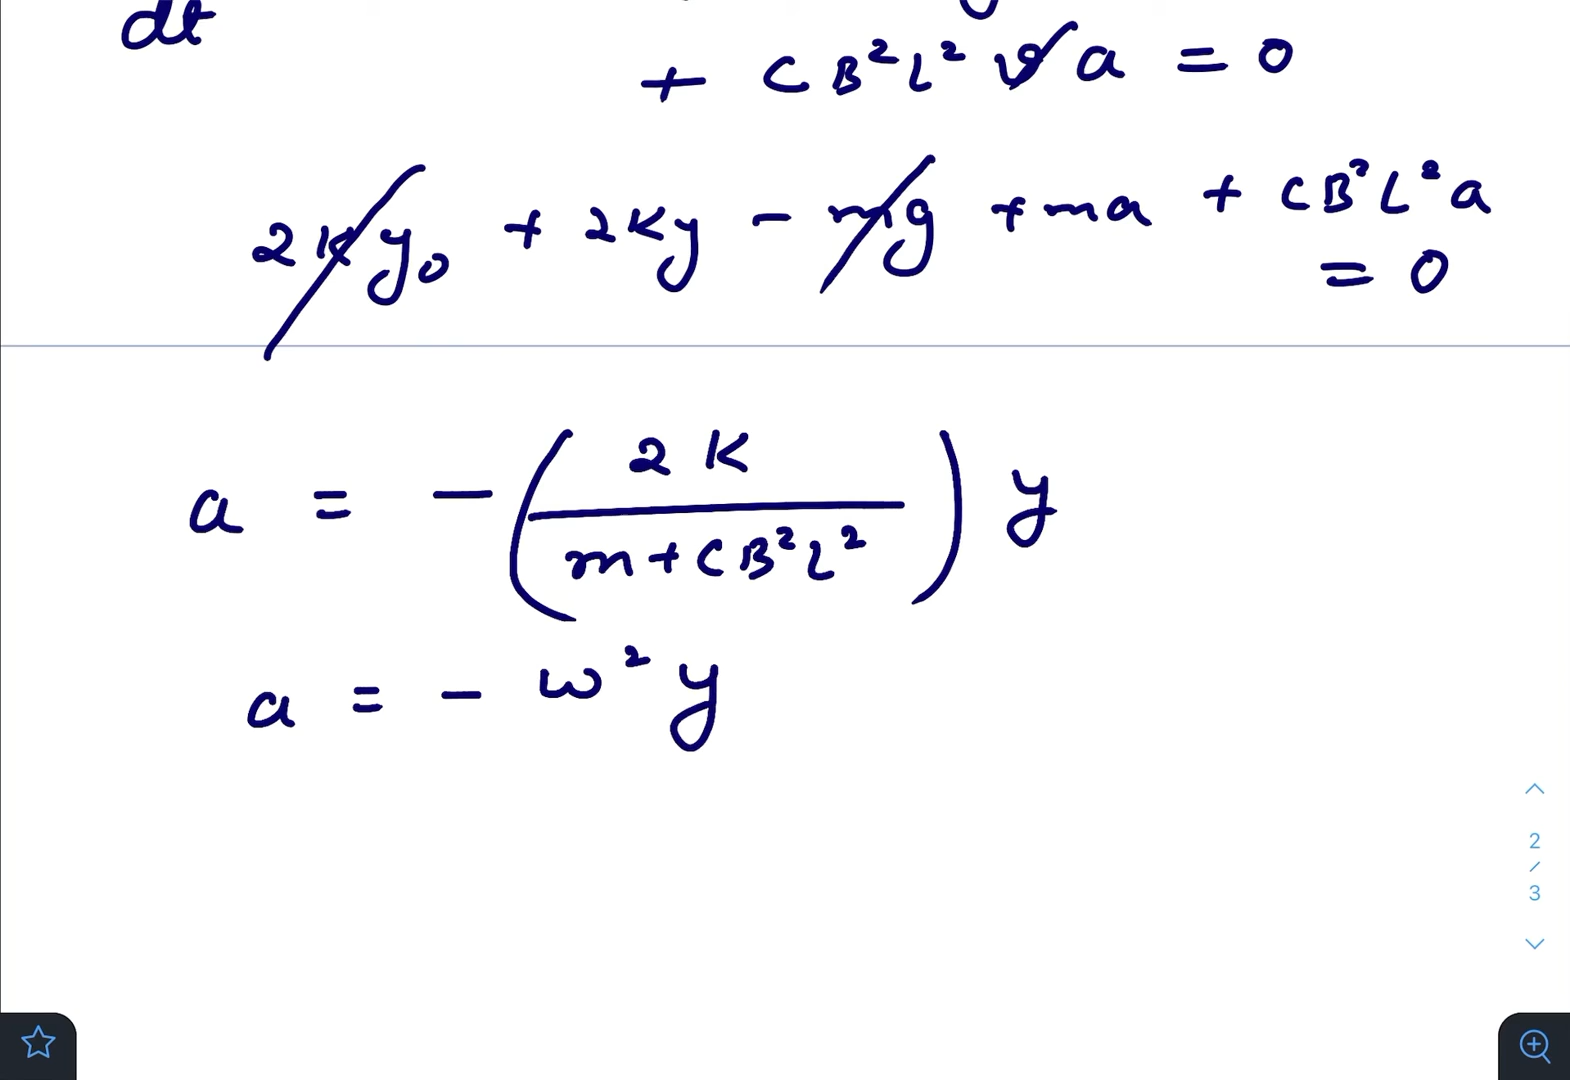 dt
+ CB²L² v a = 0
2Ky₀ + 2Ky - mg + ma + CB²L²a
= 0
a = -(2K / m+CB²L²) y
a = - ω² y
2
/
3